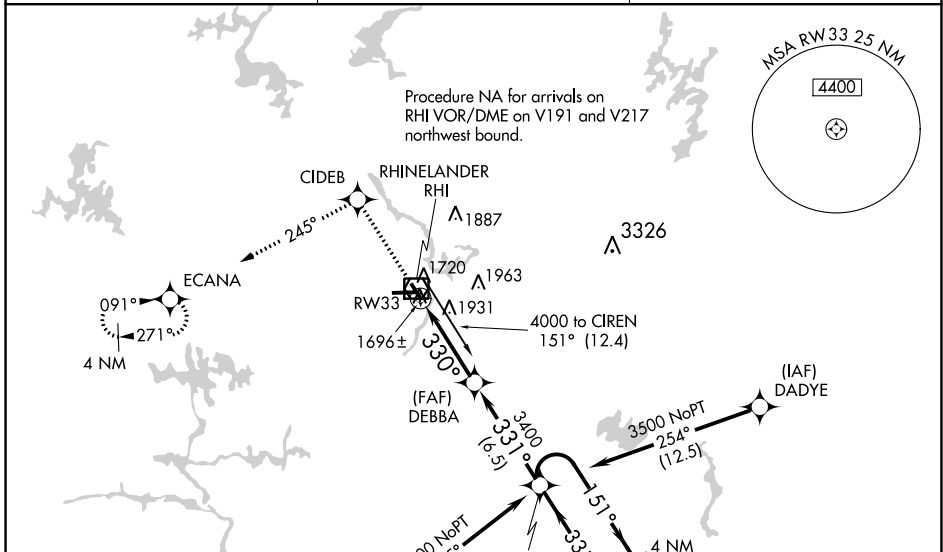 MSA RW33 25 NM
4400
Procedure NA for arrivals on
RHI VOR/DME on V191 and V217
northwest bound.
CIDEB
RHINELANDER
RHI
1887
245°
3326
ECANA
1720
1963
091°
RW33
1931
271°
4 NM
1696±
4000 to CIREN
151° (12.4)
330°
(IAF)
DADYE
(FAF)
DEBBA
3400
331°
(6.5)
3500 NoPT
254°
(12.5)
151°
00 NoPT
4 NM